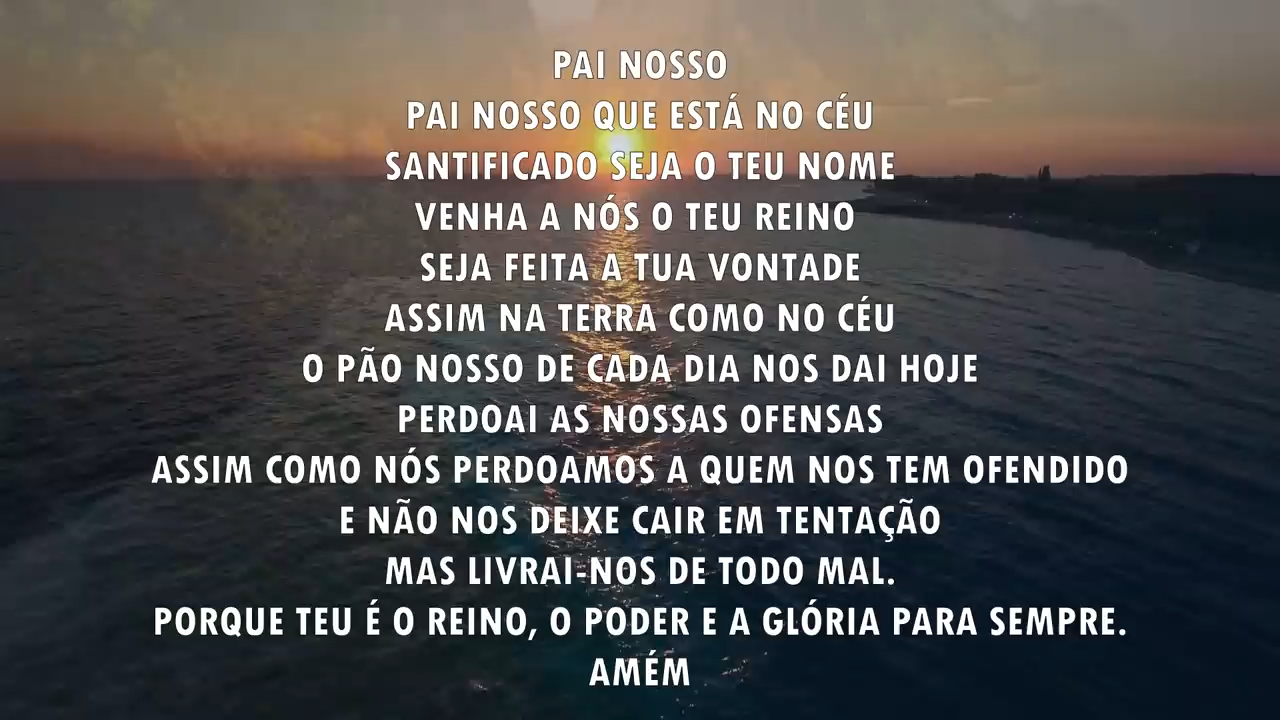 PAI NOSSO
PAI NOSSO QUE ESTÁ NO CÉU
SANTIFICADO SEJA O TEU NOME
VENHA A NÓS O TEU REINO
SEJA FEITA A TUA VONTADE
ASSIM NA TERRA COMO NO CÉU
O PÃO NOSSO DE CADA DIA NOS DAI HOJE
PERDOAI AS NOSSAS OFENSAS
ASSIM COMO NÓS PERDOAMOS A QUEM NOS TEM OFENDIDO
E NÃO NOS DEIXE CAIR EM TENTAÇÃO
MAS LIVRAI-NOS DE TODO MAL.
PORQUE TEU É O REINO, O PODER E A GLÓRIA PARA SEMPRE.
AMÉM